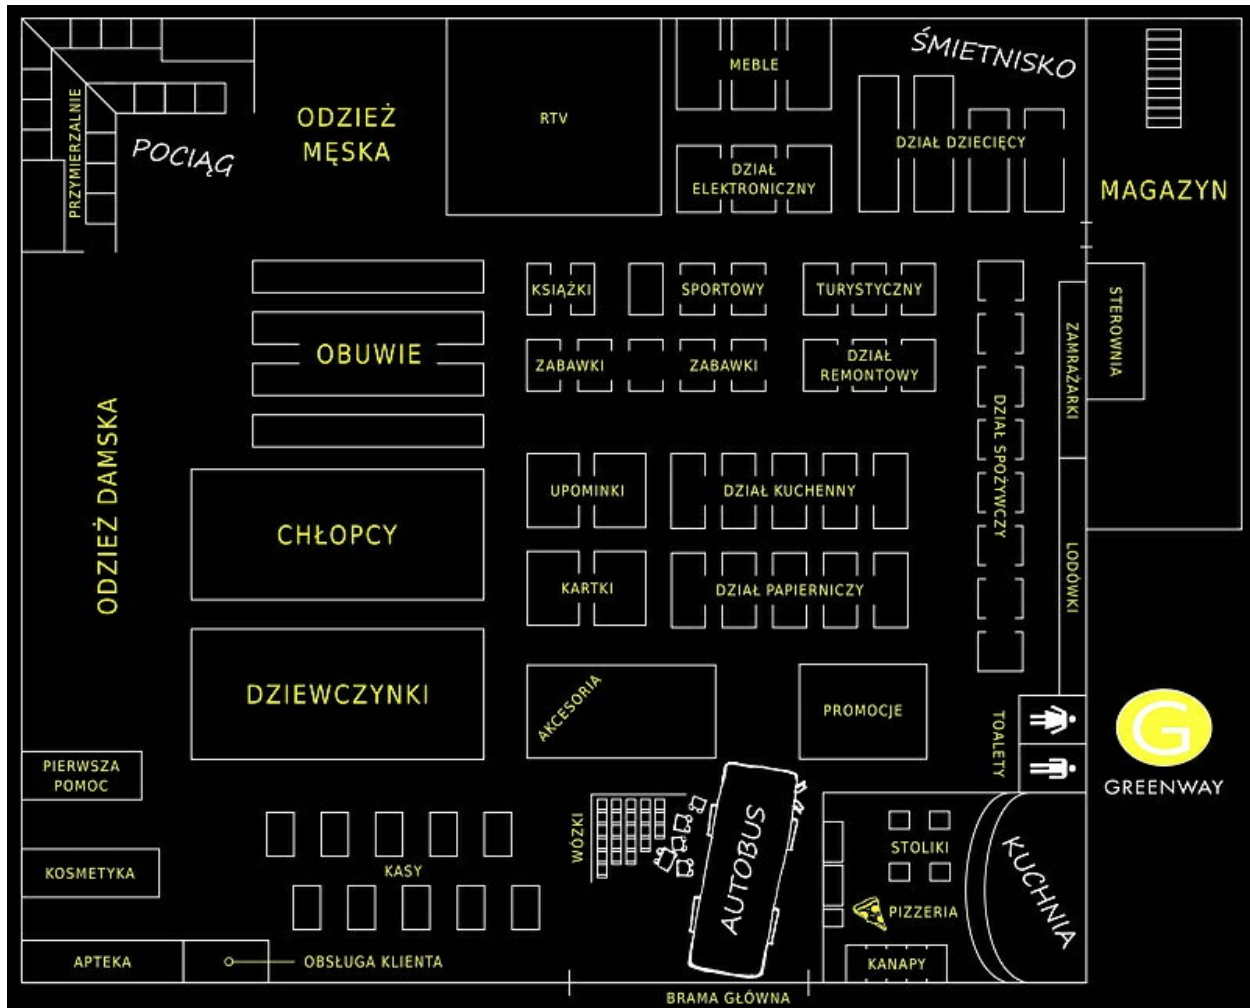 ŚMIETNISKO
MEBLE
ODZIEŻ
MĘSKA
RTV
DZIAŁ DZIECIĘCY
PRZYMIERZALNIE
POCIĄG
DZIAŁ
ELEKTRONICZNY
MAGAZYN
KSIĄŻKI
SPORTOWY
TURYSTYCZNY
STEROWNIA
ZAMRAŻARKI
OBUWIE
ZABAWKI
ZABAWKI
DZIAŁ
REMONTOWY
DZIAŁ SPOŻYWCZY
ODZIEŻ DAMSKA
CHŁOPCY
UPOMINKI
DZIAŁ KUCHENNY
LODÓWKI
KARTKI
DZIAŁ PAPIERNICZY
DZIEWCZYNKI
AKCESORIA
PROMOCJE
TOALETY
G
GREENWAY
PIERWSZA
POMOC
WÓZKI
AUTOBUS
STOLIKI
KUCHNIA
KOSMETYKA
KASY
PIZZERIA
APTEKA
OBSŁUGA KLIENTA
KANAPY
BRAMA GŁÓWNA